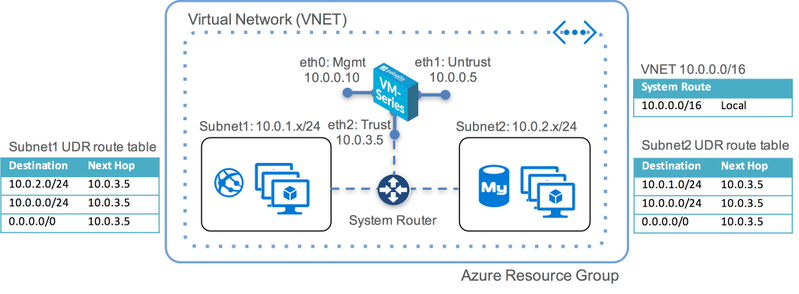 Virtual Network (VNET)
eth0: Mgmt
10.0.0.10
eth1: Untrust
10.0.0.5
paloalto
VM-
Series
eth2: Trust
10.0.3.5
Subnet1: 10.0.1.x/24
Subnet2: 10.0.2.x/24
My
System Router
Azure Resource Group
Subnet1 UDR route table
Destination Next Hop
10.0.2.0/24 10.0.3.5
10.0.0.0/24 10.0.3.5
0.0.0.0/0 10.0.3.5
VNET 10.0.0.0/16
System Route
10.0.0.0/16 Local
Subnet2 UDR route table
Destination Next Hop
10.0.1.0/24 10.0.3.5
10.0.0.0/24 10.0.3.5
0.0.0.0/0 10.0.3.5